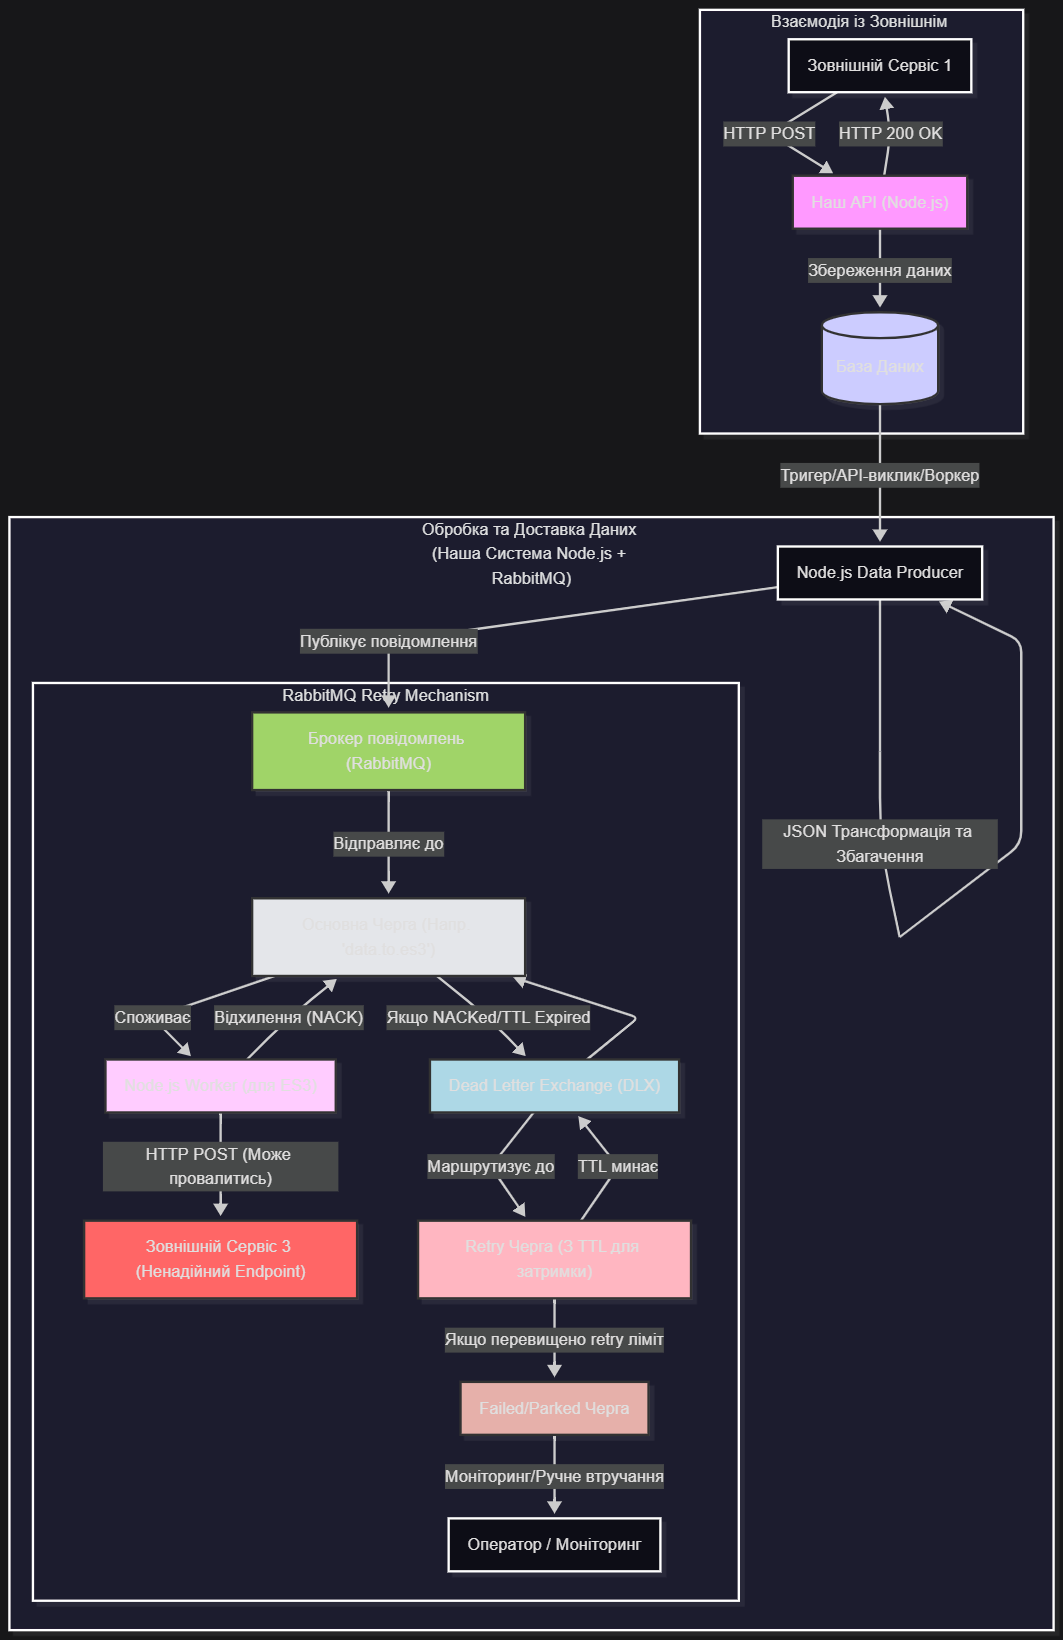 Взаємодія із Зовнішнім
Зовнішній Сервіс 1
HTTP POST
HTTP 200 OK
Наш API (Node.js)
Збереження даних
База Даних
Тригер/API-виклик/Воркер
Обробка та Доставка Даних
(Наша Система Node.js +
RabbitMQ)
Node.js Data Producer
Публікує повідомлення
RabbitMQ Retry Mechanism
Брокер повідомлень
(RabbitMQ)
JSON Трансформація та
Збагачення
Відправляє до
Основна Черга (Напр
'data.to.es3')
Споживає
Відхилення (NACK)
Якщо NACKed/TTL Expired
Dead Letter Exchange (DLX)
HTTP POST (Може
провалитись)
Маршрутизує до
TTL минає
Зовнішній Сервіс 3
(Ненадійний Endpoint)
Retry Черга (З TTL для
затримки)
Якщо перевищено retry ліміт
Failed/Parked Черга
Моніторинг/Ручне втручання
Оператор / Моніторинг